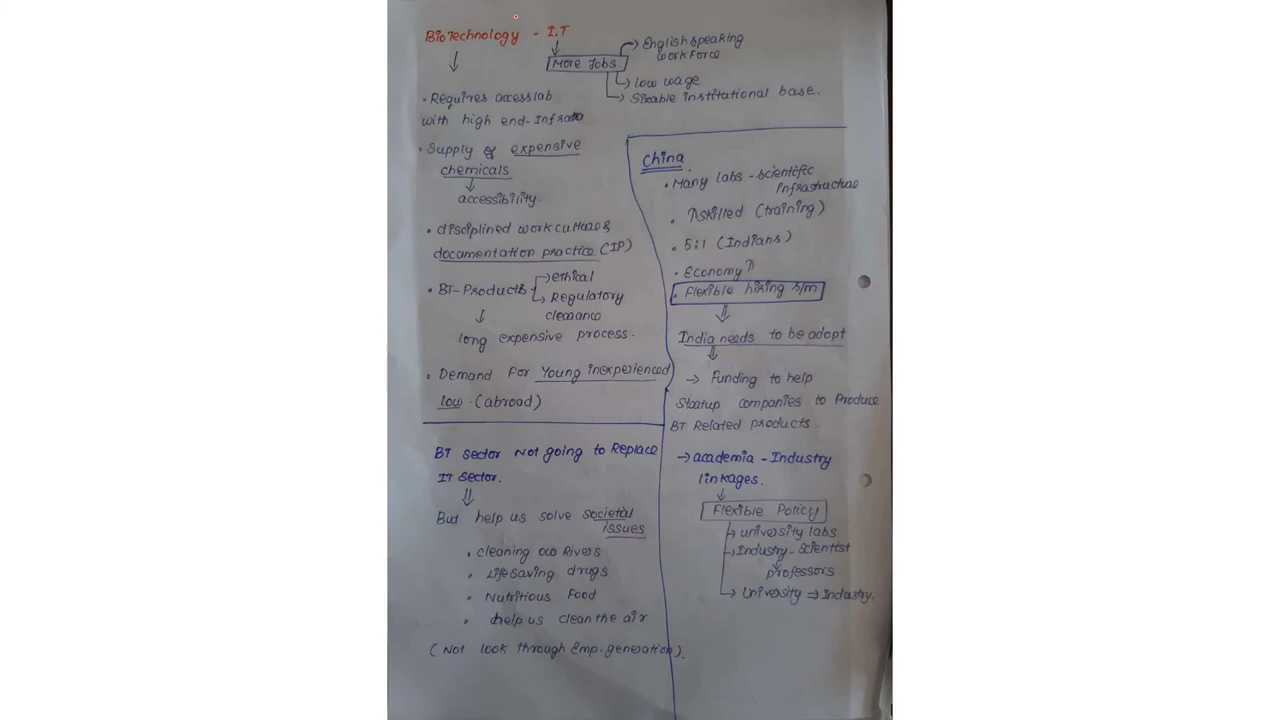 BioTechnology - I.T
More Jobs
English speaking
workforce
low wage
Sizable institutional base.
• Requires access lab
with high end-Infra
• Supply of expensive
chemicals
accessibility.
• disciplined work culture &
documentation practice (IP)
• BT-Products
ethical
Regulatory
clearance
long expensive process.
• Demand For Young inexperienced
low. (abroad)
BT sector Not going to Replace
IT Sector.
But help us solve societal
issues
• cleaning our Rivers
• Lifesaving drugs
• Nutritious Food
• help us clean the air
(Not look through Emp. generation).
China
• Many labs - scientific
infrastructure
• ↑skilled (training)
• 5:1 (Indians)
• Economy↑
• Flexible hiring s/m
India needs to be adopt
→ Funding to help
Startup companies to Produce
BT Related products.
→ academia - Industry
linkages.
Flexible Policy
→ university labs
→ Industry - Scientist
professors
→ University ⇒ Industry.